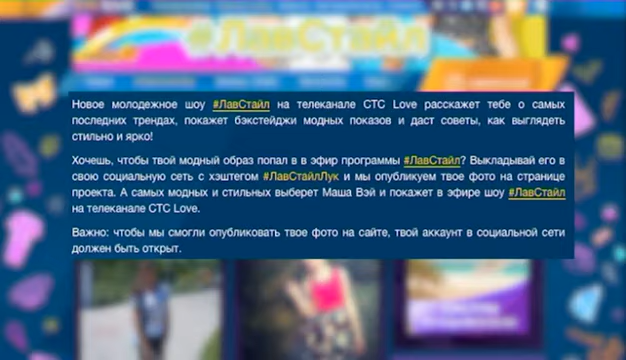 #ЛавСтайл
Новое молодежное шоу #ЛавСтайл на телеканале СТС Love расскажет тебе о самых
последних трендах, покажет бэкстейджи модных показов и даст советы, как выглядеть
стильно и ярко!
Хочешь, чтобы твой модный образ попал в в эфир программы #ЛавСтайл? Выкладывай его в
свою социальную сеть с хэштегом #ЛавСтайлЛук и мы опубликуем твое фото на странице
проекта. А самых модных и стильных выберет Маша Вэй и покажет в эфире шоу #ЛавСтайл
на телеканале СТС Love.
Важно: чтобы мы смогли опубликовать твое фото на сайте, твой аккаунт в социальной сети
должен быть открыт.